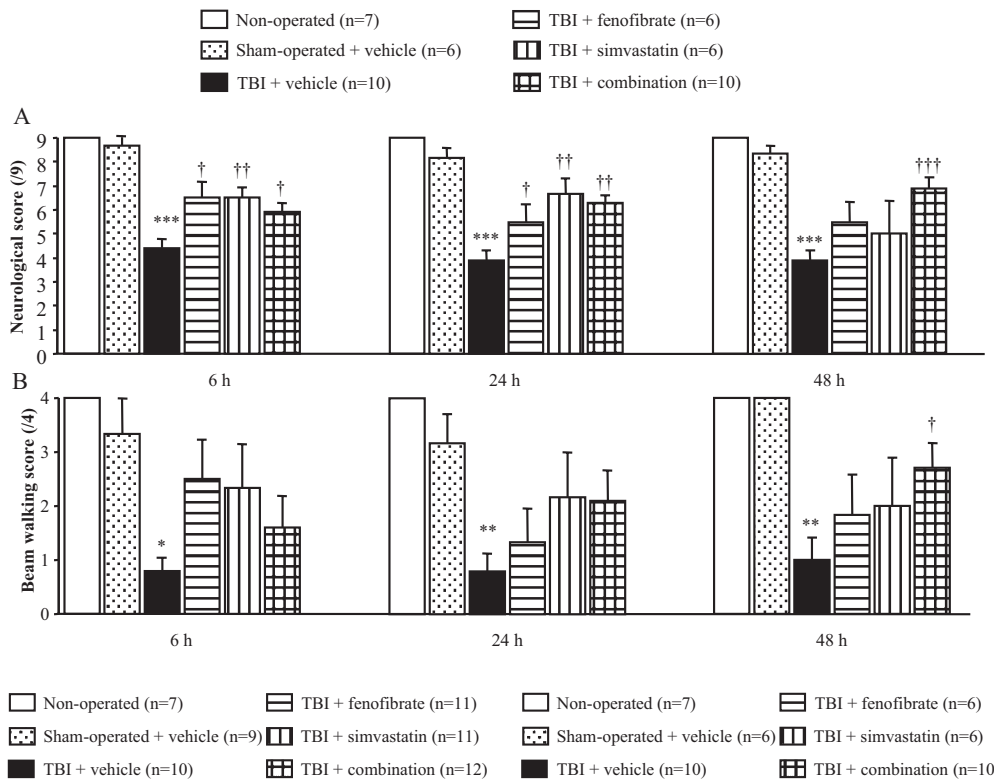 Non-operated (n=7)
TBI + fenofibrate (n=6)
Sham-operated + vehicle (n=6)
TBI + simvastatin (n=6)
TBI + vehicle (n=10)
TBI + combination (n=10)
A
Neurological score (/9)
9
8
7
6
5
4
3
2
1
0
***
†
††
†
***
†
††
††
***
†††
6 h
24 h
48 h
B
Beam walking score (/4)
4
3
2
1
0
*
**
**
†
6 h
24 h
48 h
Non-operated (n=7)
TBI + fenofibrate (n=11)
Non-operated (n=7)
TBI + fenofibrate (n=6)
Sham-operated + vehicle (n=9)
TBI + simvastatin (n=11)
Sham-operated + vehicle (n=6)
TBI + simvastatin (n=6)
TBI + vehicle (n=10)
TBI + combination (n=12)
TBI + vehicle (n=10)
TBI + combination (n=10